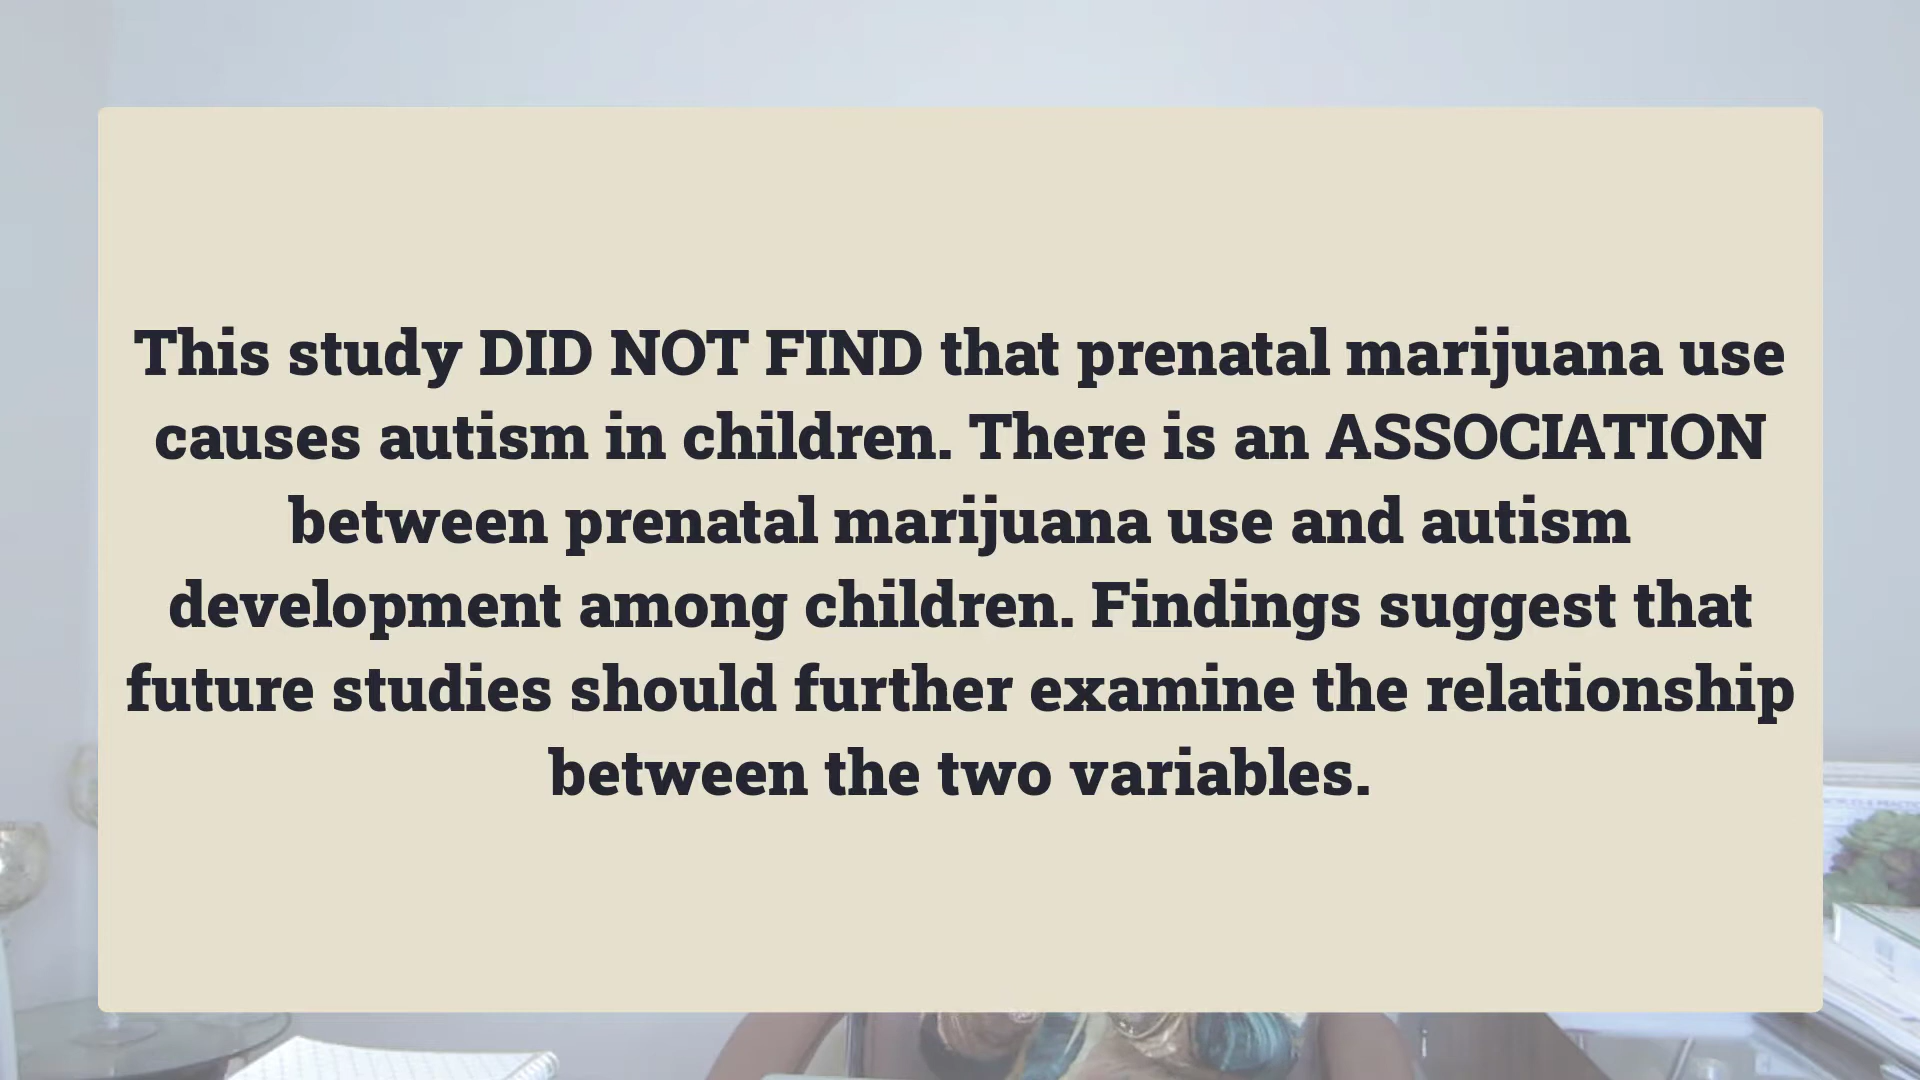 This study DID NOT FIND that prenatal marijuana use
causes autism in children. There is an ASSOCIATION
between prenatal marijuana use and autism
development among children. Findings suggest that
future studies should further examine the relationship
between the two variables.